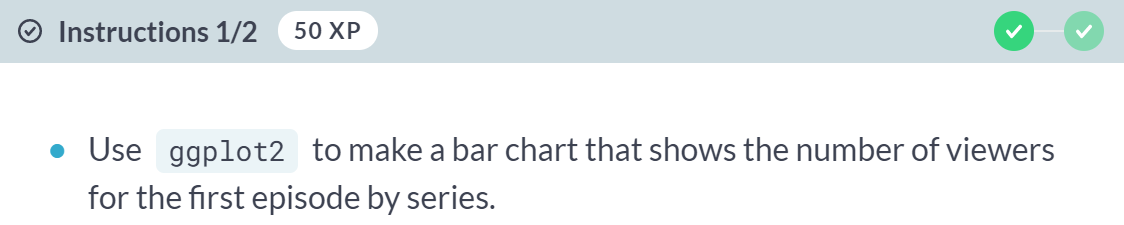 Instructions 1/2 50 XP
Use ggplot2 to make a bar chart that shows the number of viewers
for the first episode by series.